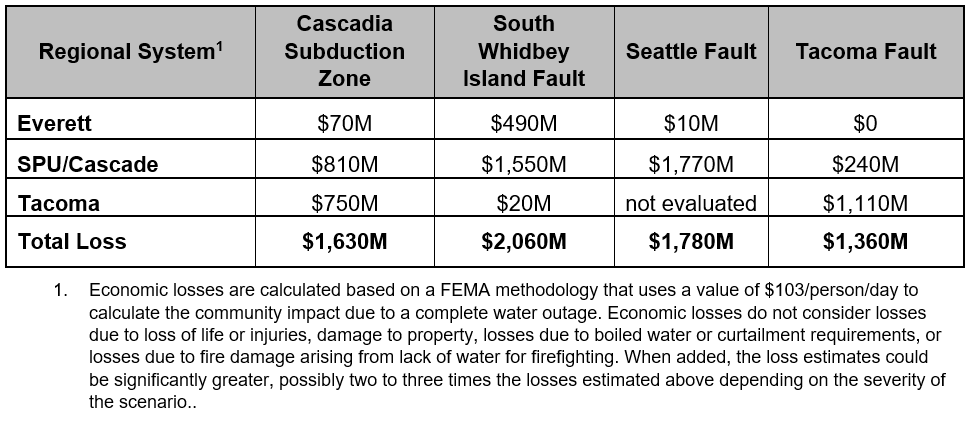 Regional System1 Cascadia Subduction Zone South Whidbey Island Fault Seattle Fault Tacoma Fault
Everett $70M $490M $10M $0
SPU/Cascade $810M $1,550M $1,770M $240M
Tacoma $750M $20M not evaluated $1,110M
Total Loss $1,630M $2,060M $1,780M $1,360M
1. Economic losses are calculated based on a FEMA methodology that uses a value of $103/person/day to
calculate the community impact due to a complete water outage. Economic losses do not consider losses
due to loss of life or injuries, damage to property, losses due to boiled water or curtailment requirements, or
losses due to fire damage arising from lack of water for firefighting. When added, the loss estimates could
be significantly greater, possibly two to three times the losses estimated above depending on the severity of
the scenario..